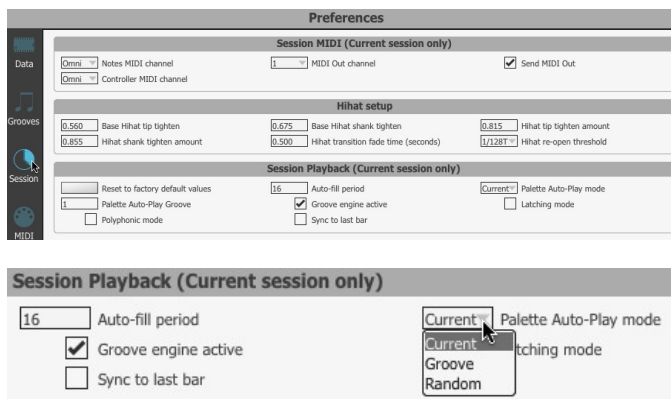 Preferences
Data
Grooves
Session
MIDI
Session MIDI (Current session only)
Omni Notes MIDI channel 1 MIDI Out channel Send MIDI Out
Omni Controller MIDI channel
Hihat setup
0.560 Base Hihat tip tighten 0.675 Base Hihat shank tighten 0.815 Hihat tip tighten amount
0.855 Hihat shank tighten amount 0.500 Hihat transition fade time (seconds) 1/128T Hihat re-open threshold
Session Playback (Current session only)
Reset to factory default values 16 Auto-fill period Current Palette Auto-Play mode
1 Palette Auto-Play Groove Groove engine active Latching mode
Polyphonic mode Sync to last bar
Session Playback (Current session only)
16 Auto-fill period Current Palette Auto-Play mode
Groove engine active Current tching mode
Groove
Sync to last bar Random